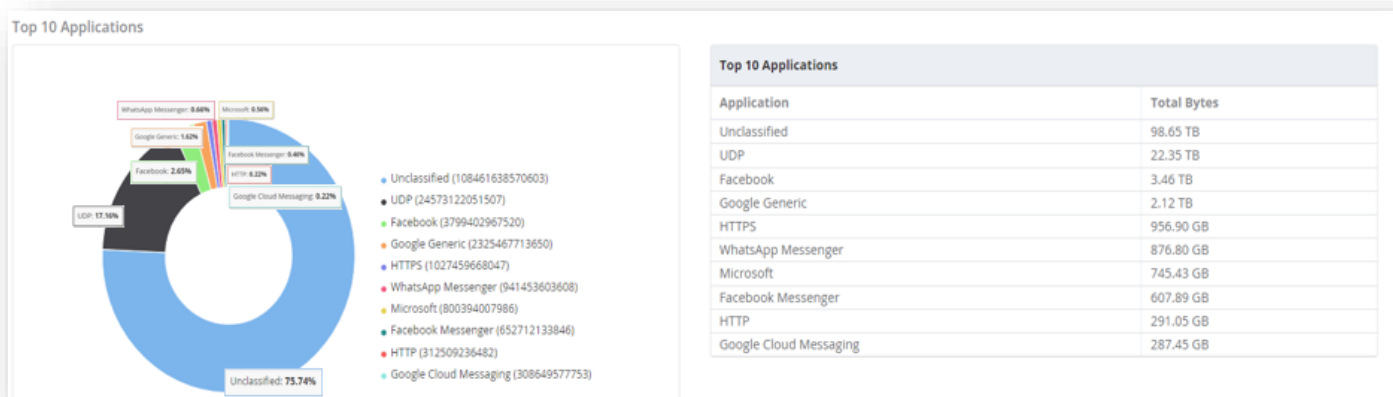 Top 10 Applications
WhatsApp Messenger: 0.66%
Microsoft: 0.56%
Google Generic: 1.62%
Facebook Messenger: 0.46%
Facebook: 2.65%
HTTP: 0.22%
Google Cloud Messaging: 0.22%
UDP: 17.16%
Unclassified: 75.74%
Unclassified (108461638570603)
UDP (24573122051507)
Facebook (3799402967520)
Google Generic (2325467713650)
HTTPS (1027459668047)
WhatsApp Messenger (941453603608)
Microsoft (800394007986)
Facebook Messenger (652712133846)
HTTP (312509236482)
Google Cloud Messaging (308649577753)
Top 10 Applications
Application Total Bytes
Unclassified 98.65 TB
UDP 22.35 TB
Facebook 3.46 TB
Google Generic 2.12 TB
HTTPS 956.90 GB
WhatsApp Messenger 876.80 GB
Microsoft 745.43 GB
Facebook Messenger 607.89 GB
HTTP 291.05 GB
Google Cloud Messaging 287.45 GB